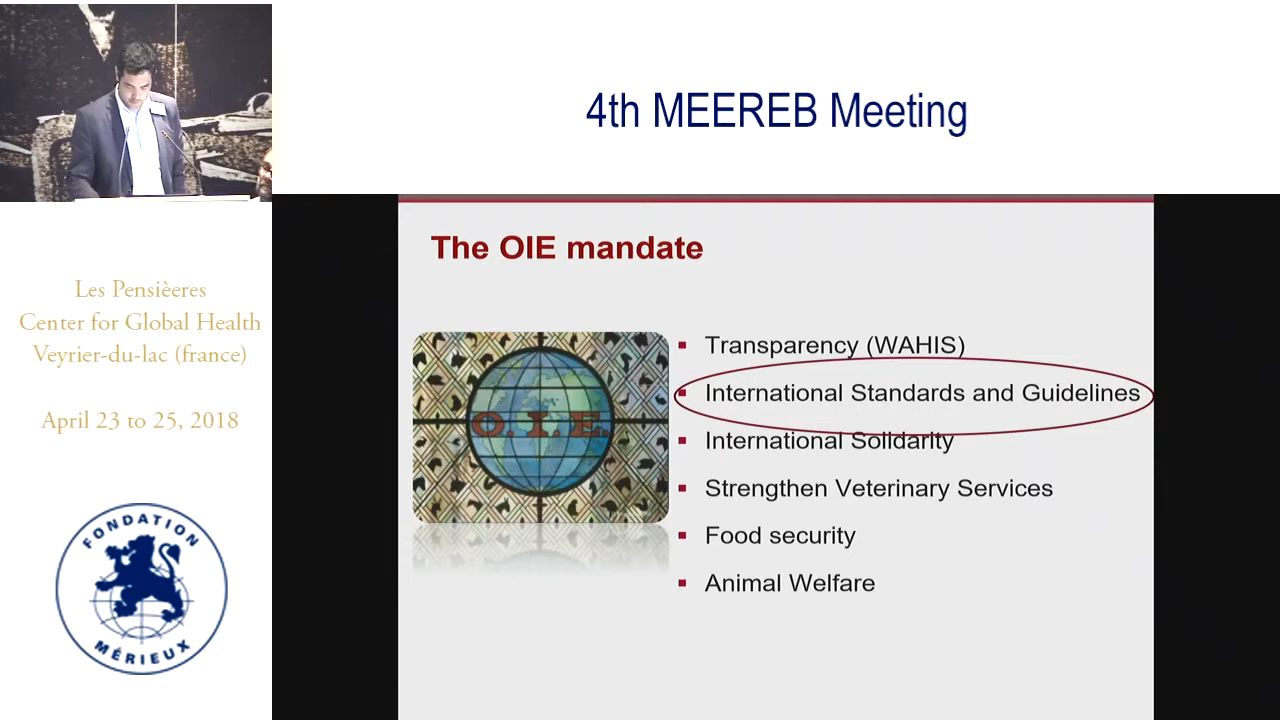 4th MEEREB Meeting
Les Pensièeres
Center for Global Health
Veyrier-du-lac (france)
April 23 to 25, 2018
FONDATION
MÉRIEUX
The OIE mandate
O.I.E.
Transparency (WAHIS)
International Standards and Guidelines
International Solidarity
Strengthen Veterinary Services
Food security
Animal Welfare